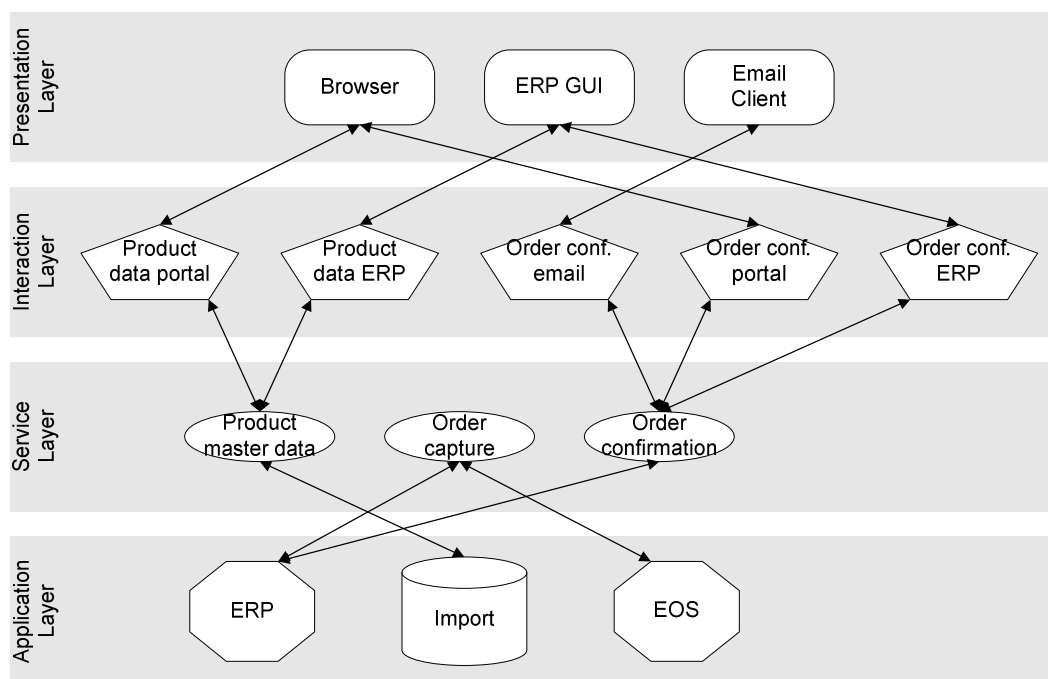 Presentation
Layer
Browser
ERP GUI
Email
Client
Interaction
Layer
Product
data portal
Product
data ERP
Order conf.
email
Order conf.
portal
Order conf.
ERP
Service
Layer
Product
master data
Order
capture
Order
confirmation
Application
Layer
ERP
Import
EOS